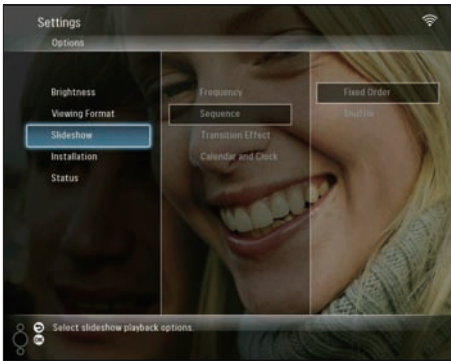 Settings
Options
Brightness
Viewing Format
Slideshow
Installation
Status
Frequency
Sequence
Transition Effect
Calendar and Clock
Fixed Order
Shuffle
OK
Select slideshow playback options.